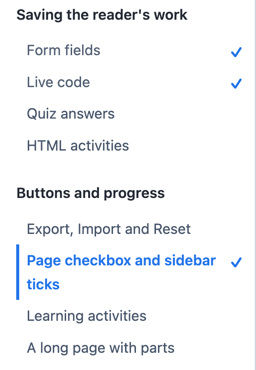 Saving the reader's work
Form fields
Live code
Quiz answers
HTML activities
Buttons and progress
Export, Import and Reset
Page checkbox and sidebar
ticks
Learning activities
A long page with parts